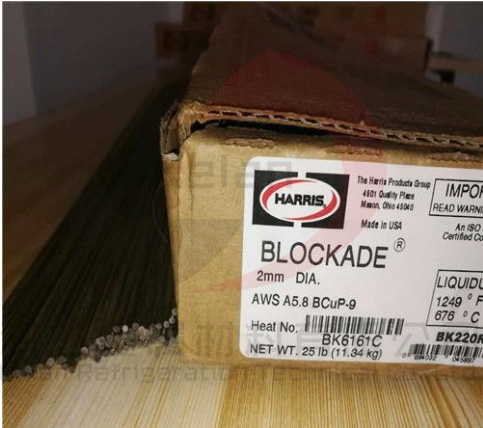 HARRIS
The Harris Products Group
4501 Quality Place
Mason, Ohio 45040
Made in USA
IMPOR
READ WARNI
An ISO
Certified Co
BLOCKADE ®
2mm DIA.
AWS A5.8 BCuP-9
Heat No.
BK6161C
NET WT. 25 lb (11.34 kg)
LIQUIDU
1249 ° F
676 ° C
BK220R
Refrigeration